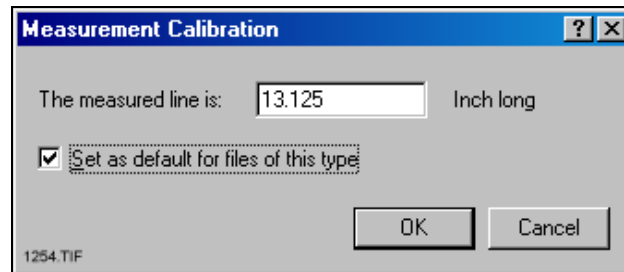 Measurement Calibration
The measured line is: 13.125 Inch long
Set as default for files of this type
OK Cancel
1254.TIF